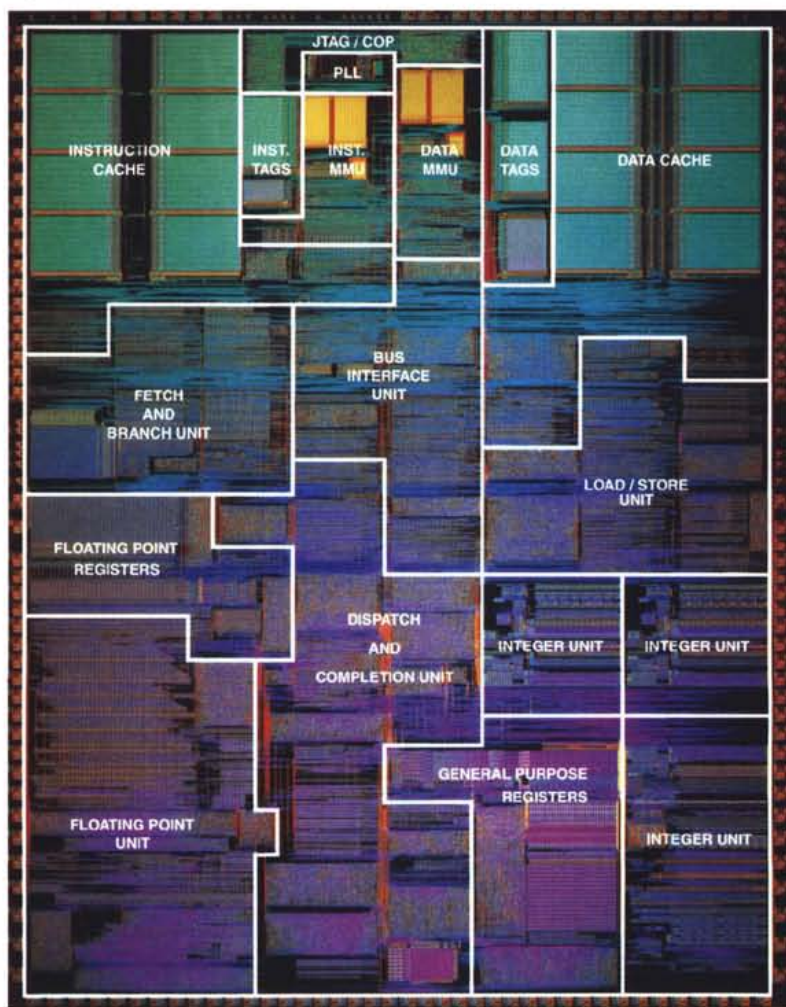 JTAG / COP
PLL
INSTRUCTION
CACHE
INST.
TAGS
INST.
MMU
DATA
MMU
DATA
TAGS
DATA CACHE
BUS
INTERFACE
UNIT
FETCH
AND
BRANCH UNIT
LOAD / STORE
UNIT
FLOATING POINT
REGISTERS
DISPATCH
AND
COMPLETION UNIT
INTEGER UNIT
INTEGER UNIT
GENERAL PURPOSE
REGISTERS
FLOATING POINT
UNIT
INTEGER UNIT